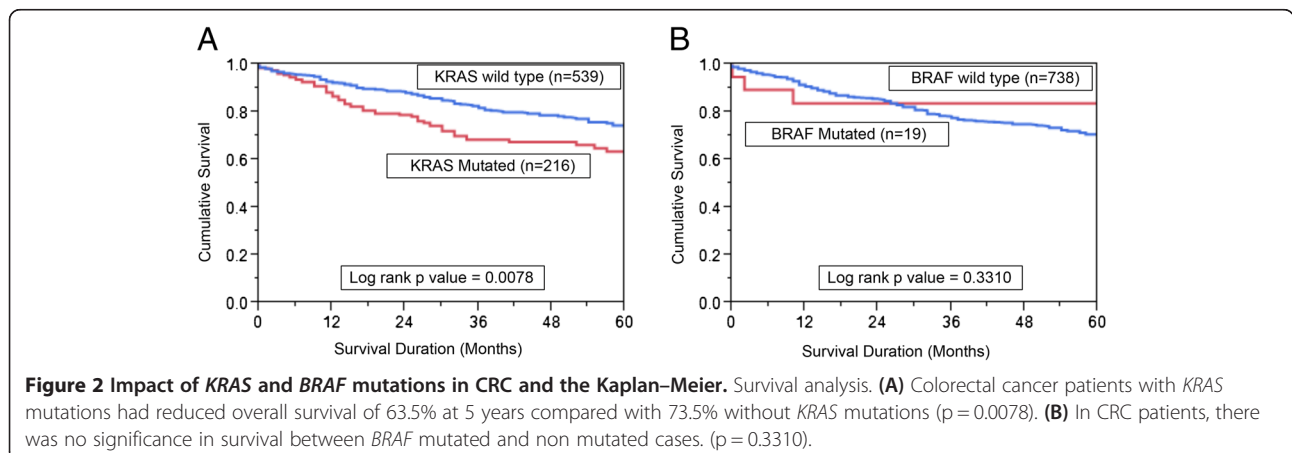 A
B
1.0
0.8
0.6
0.4
0.2
0.0
Cumulative Survival
KRAS wild type (n=539)
KRAS Mutated (n=216)
Log rank p value = 0.0078
0 12 24 36 48 60
Survival Duration (Months)
1.0
0.8
0.6
0.4
0.2
0.0
Cumulative Survival
BRAF wild type (n=738)
BRAF Mutated (n=19)
Log rank p value = 0.3310
0 12 24 36 48 60
Survival Duration (Months)
Figure 2 Impact of KRAS and BRAF mutations in CRC and the Kaplan–Meier. Survival analysis. (A) Colorectal cancer patients with KRAS
mutations had reduced overall survival of 63.5% at 5 years compared with 73.5% without KRAS mutations (p = 0.0078). (B) In CRC patients, there
was no significance in survival between BRAF mutated and non mutated cases. (p = 0.3310).